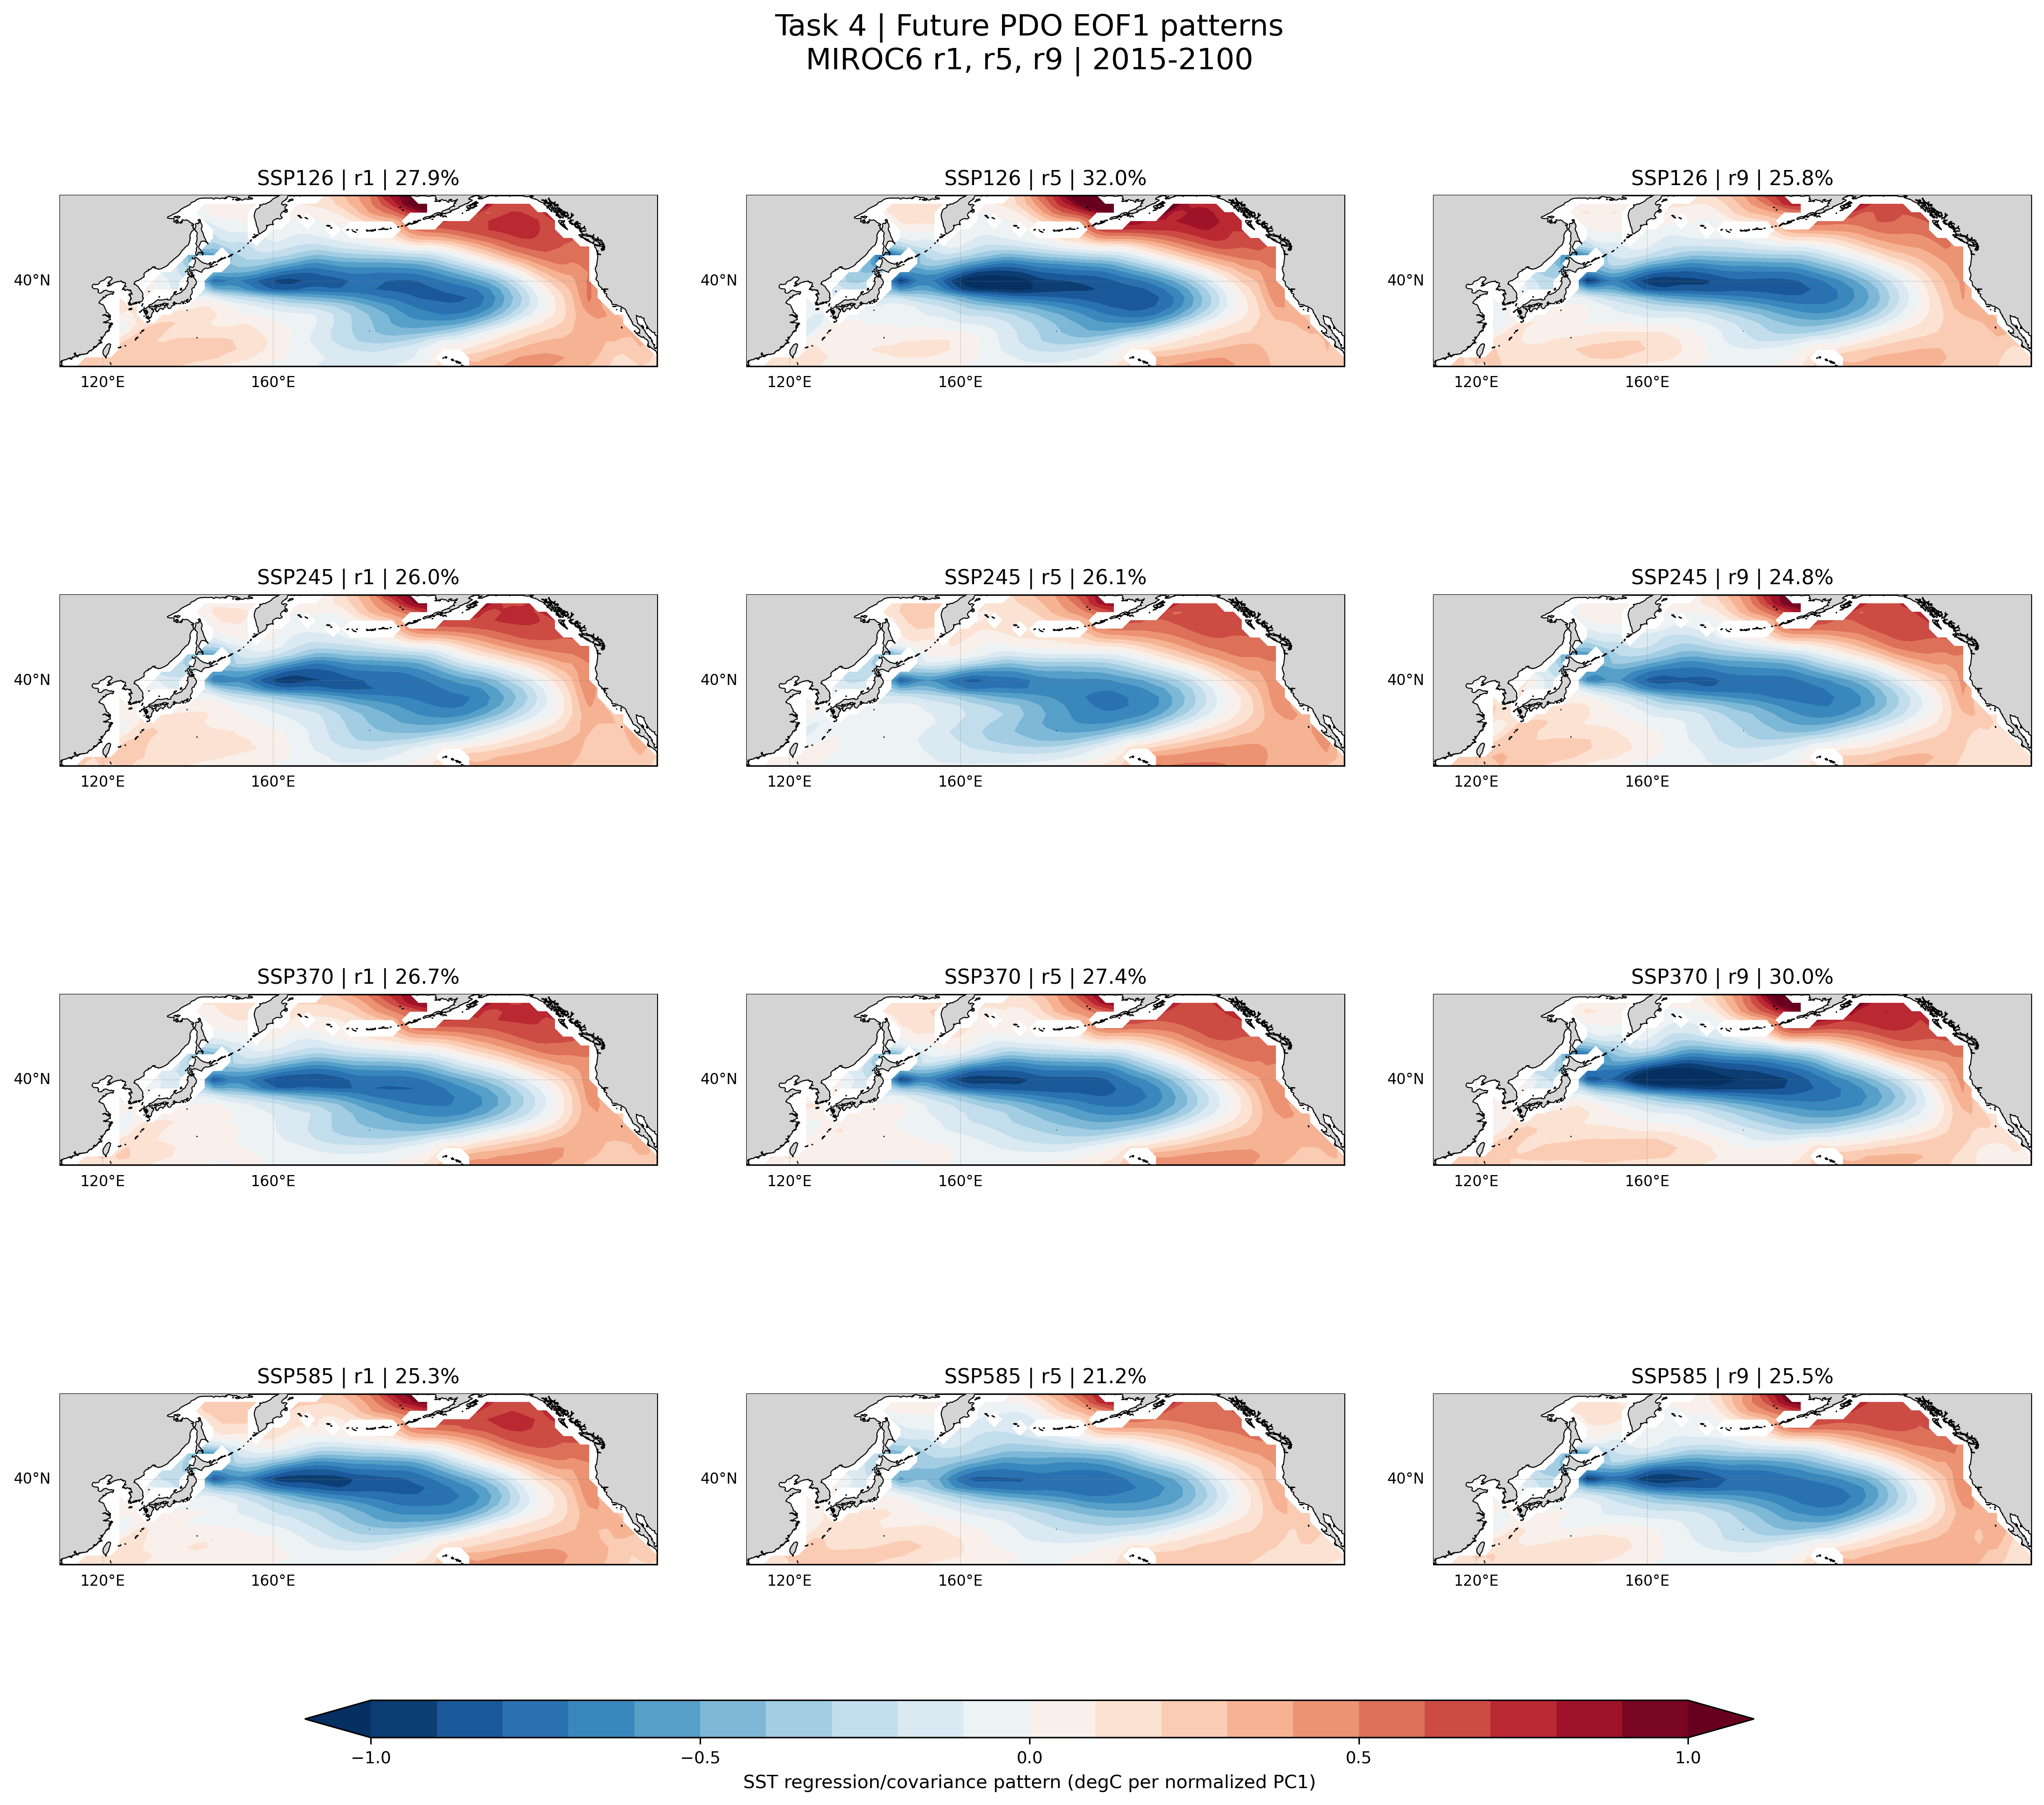 Task 4 | Future PDO EOF1 patterns
MIROC6 r1, r5, r9 | 2015-2100
SSP126 | r1 | 27.9%
40°N
120°E 160°E
SSP126 | r5 | 32.0%
40°N
120°E 160°E
SSP126 | r9 | 25.8%
40°N
120°E 160°E
SSP245 | r1 | 26.0%
40°N
120°E 160°E
SSP245 | r5 | 26.1%
40°N
120°E 160°E
SSP245 | r9 | 24.8%
40°N
120°E 160°E
SSP370 | r1 | 26.7%
40°N
120°E 160°E
SSP370 | r5 | 27.4%
40°N
120°E 160°E
SSP370 | r9 | 30.0%
40°N
120°E 160°E
SSP585 | r1 | 25.3%
40°N
120°E 160°E
SSP585 | r5 | 21.2%
40°N
120°E 160°E
SSP585 | r9 | 25.5%
40°N
120°E 160°E
−1.0 −0.5 0.0 0.5 1.0
SST regression/covariance pattern (degC per normalized PC1)